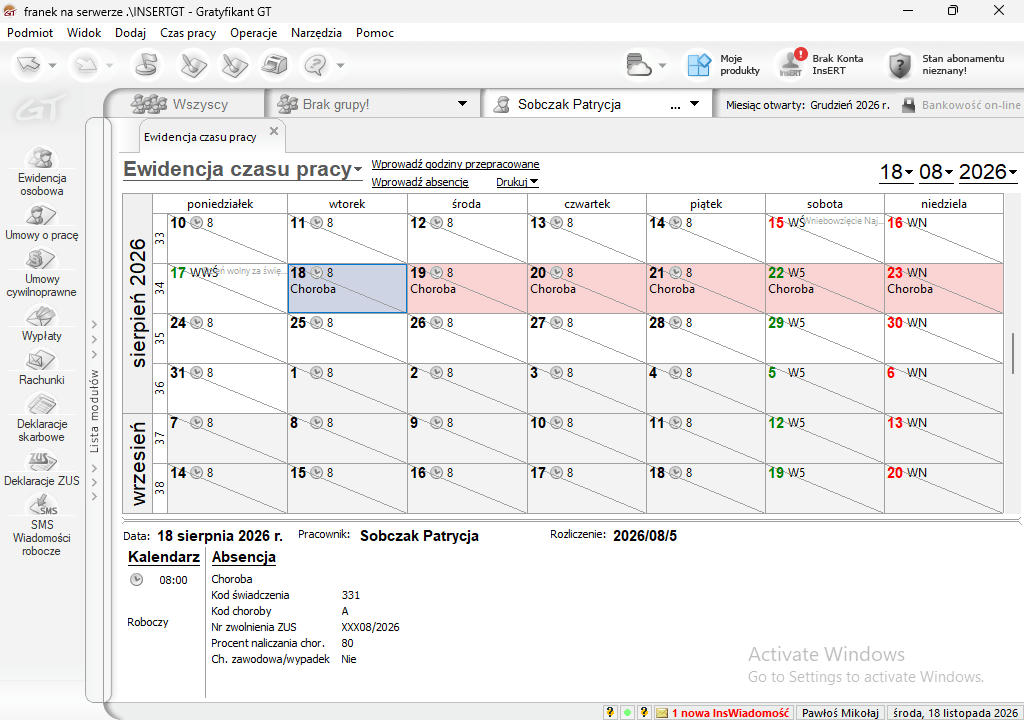 franek na serwerze .\INSERTGT - Gratyfikant GT
Podmiot Widok Dodaj Czas pracy Operacje Narzędzia Pomoc
Moje produkty
Brak Konta InsERT
Stan abonamentu nieznany!
GT
Wszyscy Brak grupy! Sobczak Patrycja ... Miesiąc otwarty: Grudzień 2026 r. Bankowość on-line
Ewidencja czasu pracy
Ewidencja osobowa
Umowy o pracę
Umowy cywilnoprawne
Wypłaty
Rachunki
Deklaracje skarbowe
Deklaracje ZUS
SMS Wiadomości robocze
Lista modułów
Ewidencja czasu pracy
Wprowadź godziny przepracowane
Wprowadź absencję Drukuj
18 08 2026
poniedziałek wtorek środa czwartek piątek sobota niedziela
sierpień 2026
wrzesień
33 10 8 11 8 12 8 13 8 14 8 15 WŚ Wniebowzięcie Naj... 16 WN
34 17 WWŚ wolny za świę... 18 8 19 8 20 8 21 8 22 W5 23 WN
Choroba Choroba Choroba Choroba Choroba Choroba
35 24 8 25 8 26 8 27 8 28 8 29 W5 30 WN
36 31 8 1 8 2 8 3 8 4 8 5 W5 6 WN
37 7 8 8 8 9 8 10 8 11 8 12 W5 13 WN
38 14 8 15 8 16 8 17 8 18 8 19 W5 20 WN
Data: 18 sierpnia 2026 r. Pracownik: Sobczak Patrycja Rozliczenie: 2026/08/5
Kalendarz Absencja
08:00
Roboczy
Choroba
Kod świadczenia 331
Kod choroby A
Nr zwolnienia ZUS XXX08/2026
Procent naliczania chor. 80
Ch. zawodowa/wypadek Nie
Activate Windows
Go to Settings to activate Windows.
1 nowa InsWiadomość Pawłoś Mikołaj środa, 18 listopada 2026